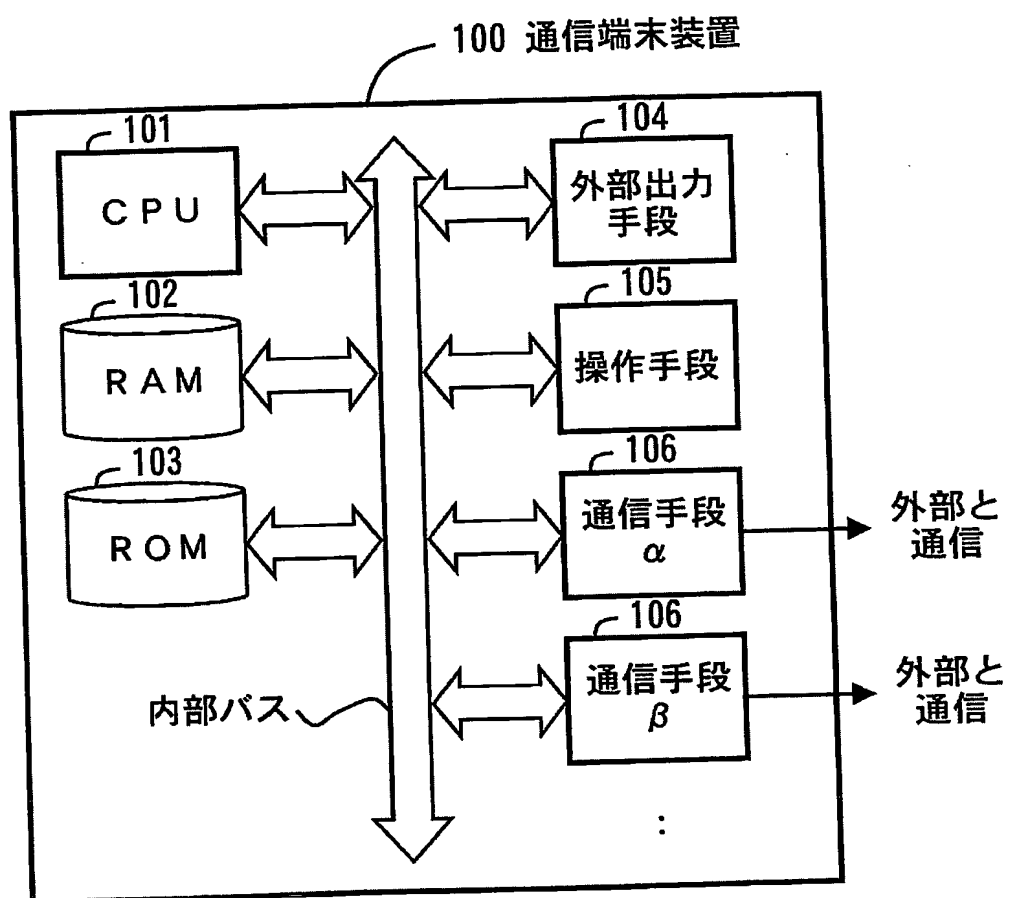 100 通信端末装置
101
CPU
102
RAM
103
ROM
104
外部出力
手段
105
操作手段
106
通信手段
α
外部と
通信
106
通信手段
β
外部と
通信
内部バス
: